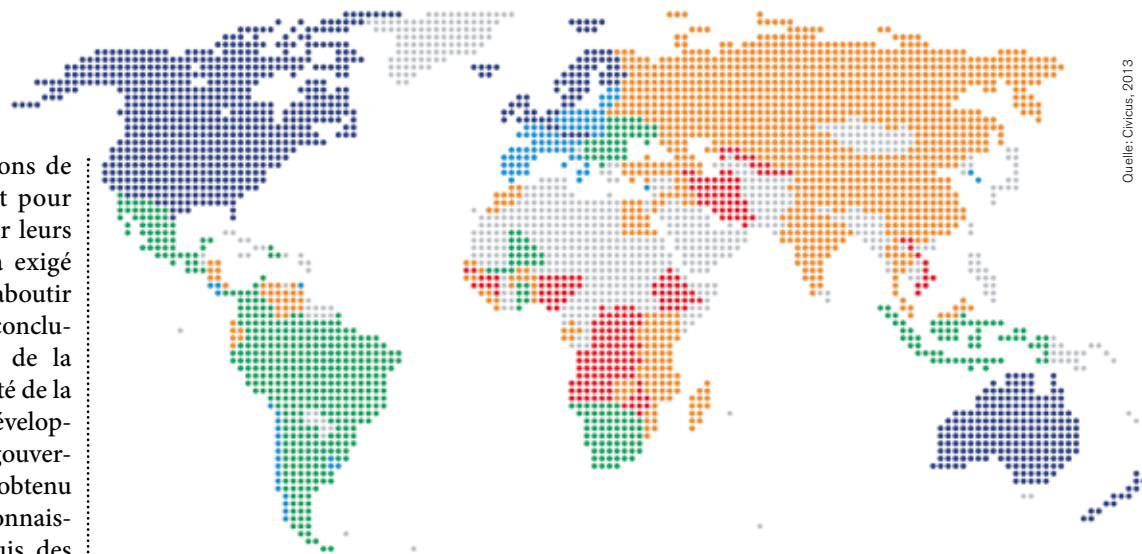 ons de
t pour
r leurs
a exigé
aboutir
conclu-
de la
té de la
évelop-
gouver-
obtenu
onnais-
uis des
Quelle: Civicus, 2013